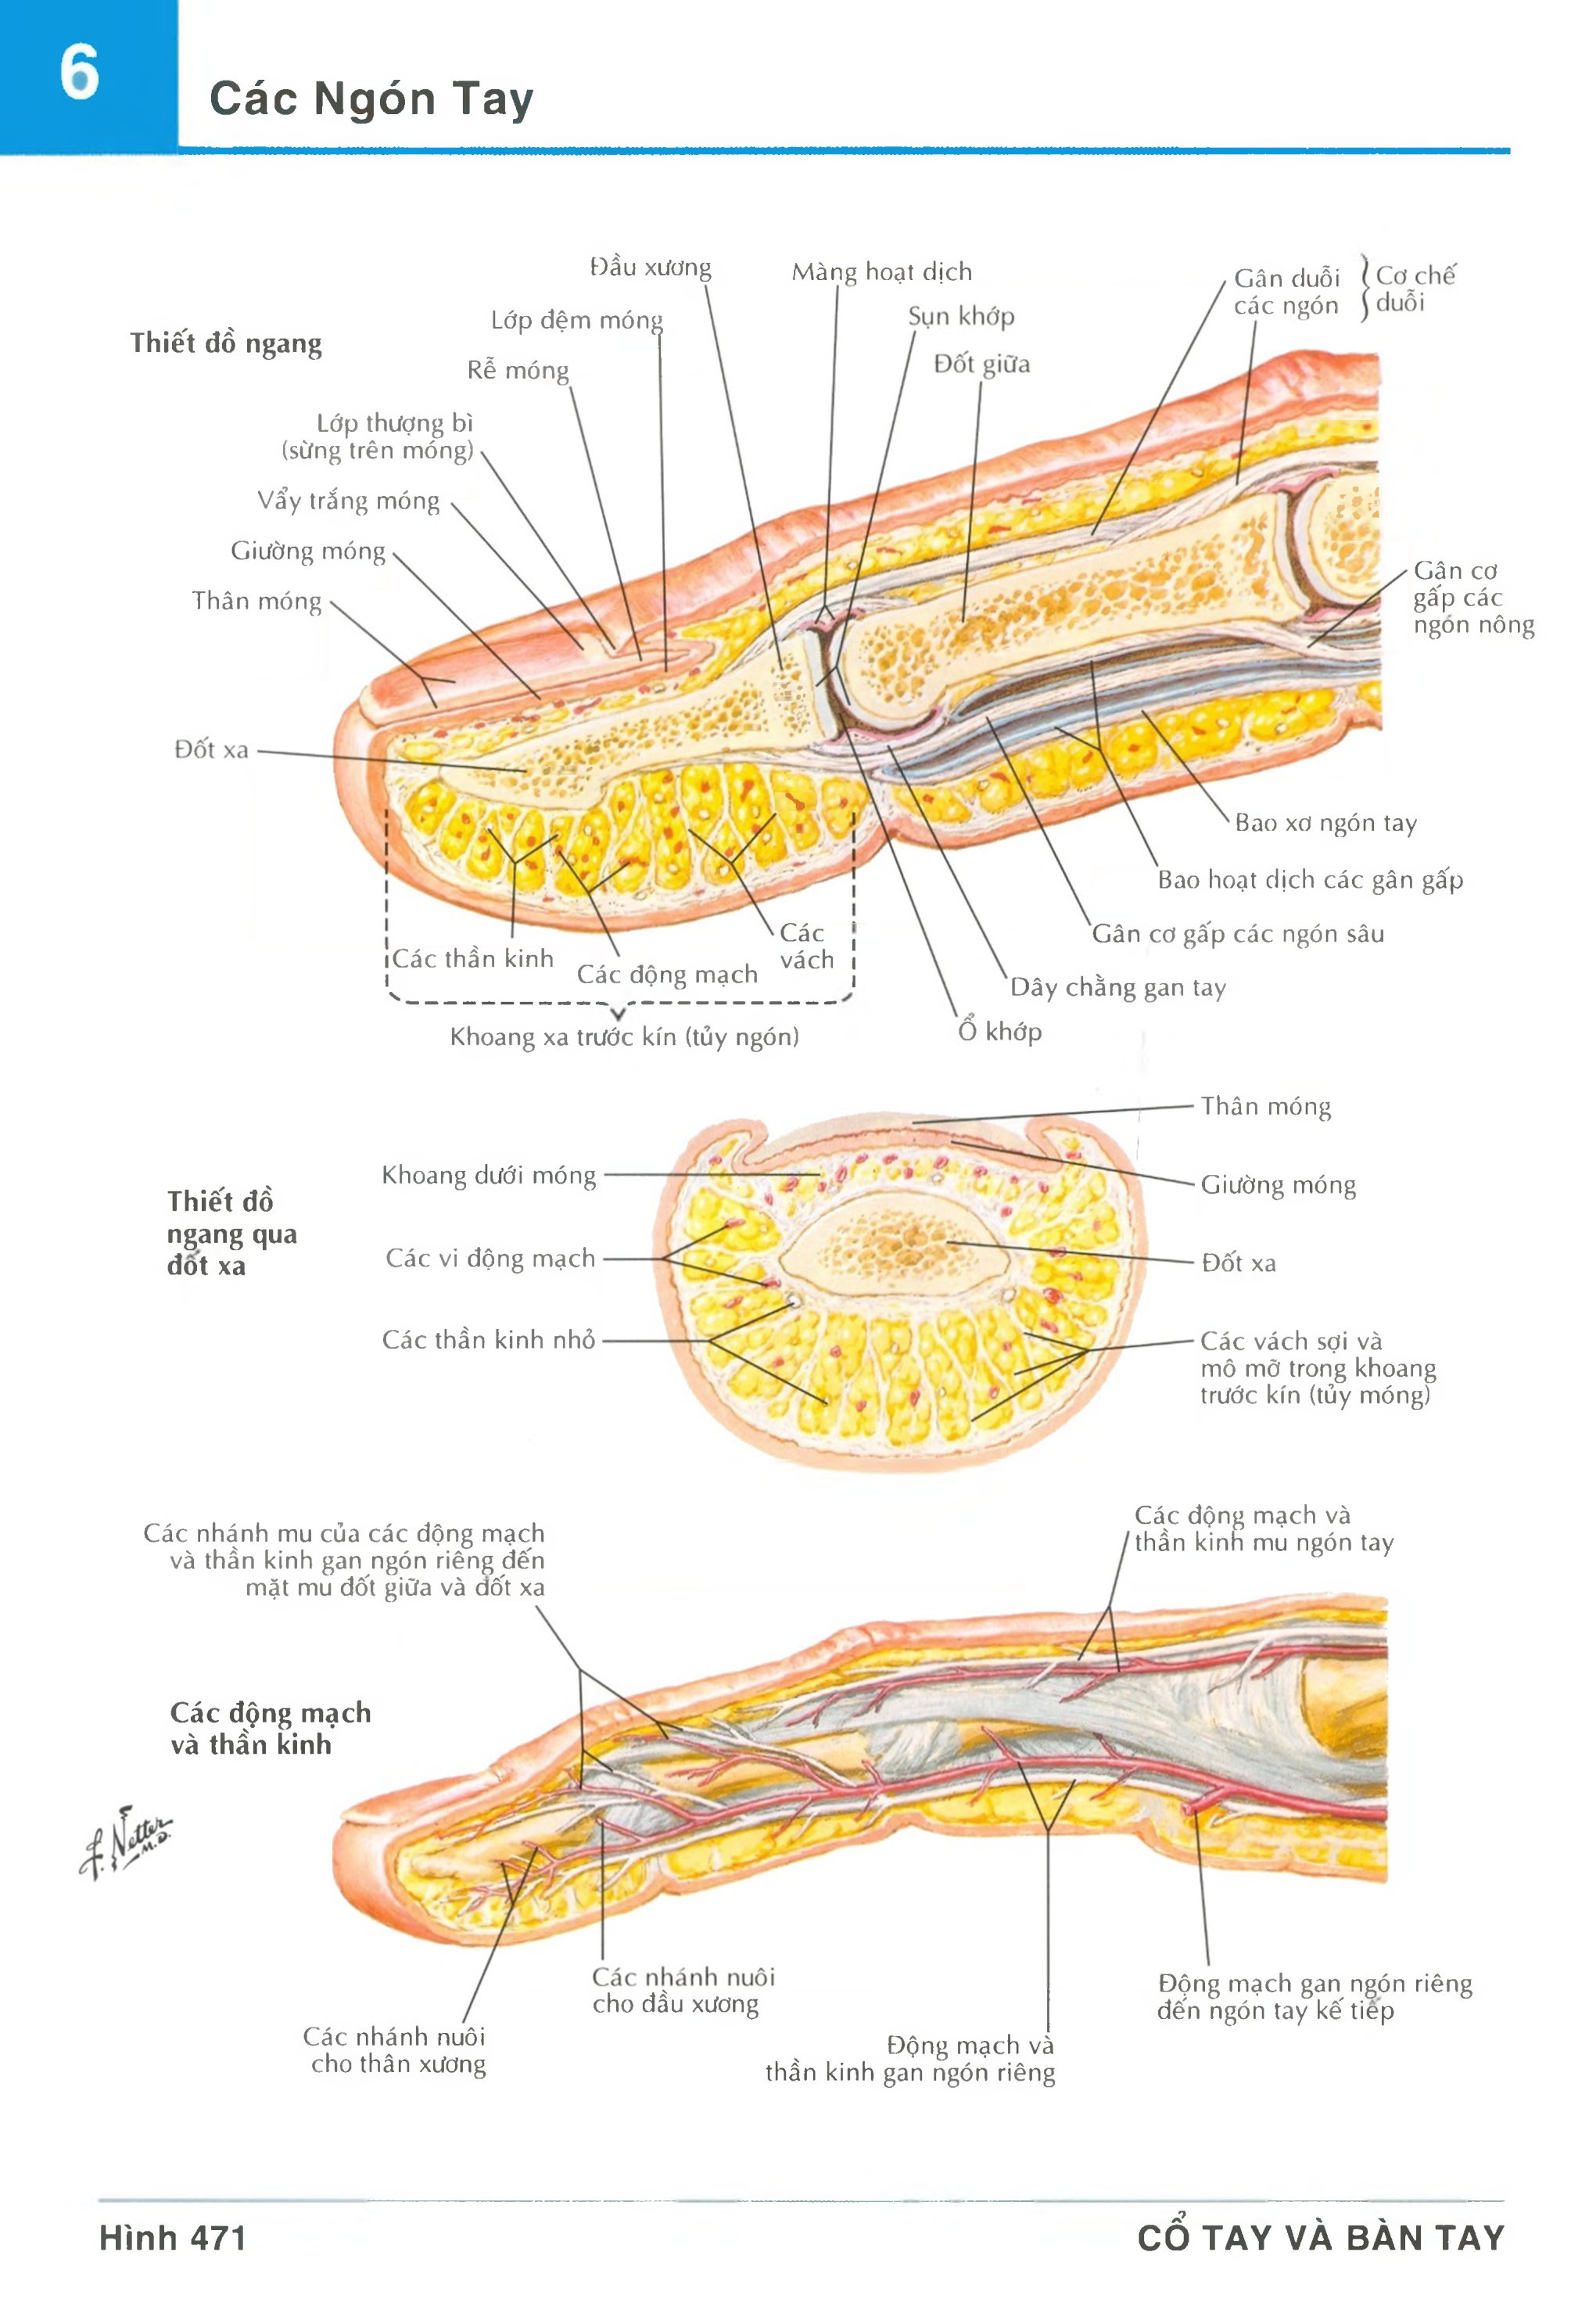 6
Các Ngón Tay
Thiết đồ ngang
Đầu xương
Màng hoạt dịch
Gân duỗi
các ngón
Cơ chế
duỗi
Lớp đệm móng
Sụn khớp
Rễ móng
Đốt giữa
Lớp thượng bì
(sừng trên móng)
Vẩy trắng móng
Giường móng
Thân móng
Gân cơ
gấp các
ngón nông
Đốt xa
Bao xơ ngón tay
Bao hoạt dịch các gân gấp
Gân cơ gấp các ngón sâu
Dây chằng gan tay
Ổ khớp
Các thần kinh
Các động mạch
Các
vách
Khoang xa trước kín (tủy ngón)
Thiết đồ
ngang qua
đốt xa
Khoang dưới móng
Các vi động mạch
Các thần kinh nhỏ
Thân móng
Giường móng
Đốt xa
Các vách sợi và
mô mỡ trong khoang
trước kín (tủy móng)
Các nhánh mu của các động mạch
và thần kinh gan ngón riêng đến
mặt mu đốt giữa và đốt xa
Các động mạch và
thần kinh mu ngón tay
Các động mạch
và thần kinh
F. Netter
M.D.
Các nhánh nuôi
cho đầu xương
Các nhánh nuôi
cho thân xương
Động mạch và
thần kinh gan ngón riêng
Động mạch gan ngón riêng
đến ngón tay kế tiếp
Hình 471
CỔ TAY VÀ BÀN TAY